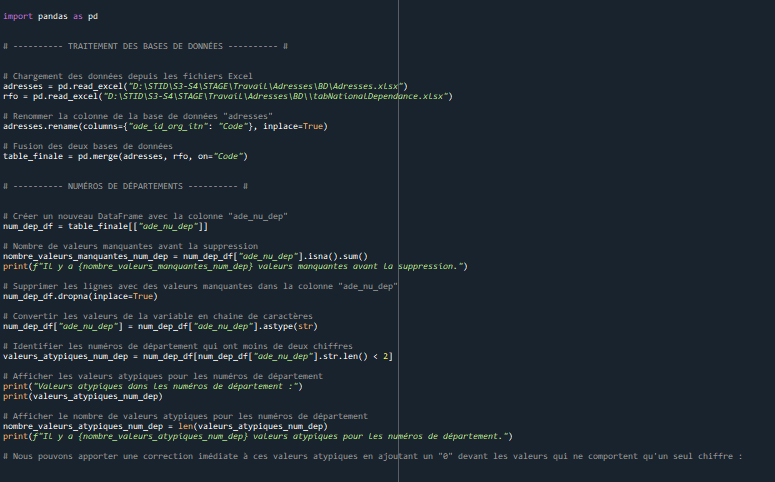 import pandas as pd
# ---------- TRAITEMENT DES BASES DE DONNÉES ---------- #
# Chargement des données depuis les fichiers Excel
adresses = pd.read_excel("D:\STID\S3-S4\STAGE\Travail\Adresses\BD\Adresses.xlsx")
rfo = pd.read_excel("D:\STID\S3-S4\STAGE\Travail\Adresses\BD\\tabNationalDependance.xlsx")
# Renommer la colonne de la base de données "adresses"
adresses.rename(columns={"ade_id_org_itn": "Code"}, inplace=True)
# Fusion des deux bases de données
table_finale = pd.merge(adresses, rfo, on="Code")
# ---------- NUMÉROS DE DÉPARTEMENTS ---------- #
# Créer un nouveau DataFrame avec la colonne "ade_nu_dep"
num_dep_df = table_finale[["ade_nu_dep"]]
# Nombre de valeurs manquantes avant la suppression
nombre_valeurs_manquantes_num_dep = num_dep_df["ade_nu_dep"].isna().sum()
print(f"Il y a {nombre_valeurs_manquantes_num_dep} valeurs manquantes avant la suppression.")
# Supprimer les lignes avec des valeurs manquantes dans la colonne "ade_nu_dep"
num_dep_df.dropna(inplace=True)
# Convertir les valeurs de la variable en chaine de caractères
num_dep_df["ade_nu_dep"] = num_dep_df["ade_nu_dep"].astype(str)
# Identifier les numéros de département qui ont moins de deux chiffres
valeurs_atypiques_num_dep = num_dep_df[num_dep_df["ade_nu_dep"].str.len() < 2]
# Afficher les valeurs atypiques pour les numéros de département
print("Valeurs atypiques dans les numéros de département :")
print(valeurs_atypiques_num_dep)
# Afficher le nombre de valeurs atypiques pour les numéros de département
nombre_valeurs_atypiques_num_dep = len(valeurs_atypiques_num_dep)
print(f"Il y a {nombre_valeurs_atypiques_num_dep} valeurs atypiques pour les numéros de département.")
# Nous pouvons apporter une correction imédiate à ces valeurs atypiques en ajoutant un "0" devant les valeurs qui ne comportent qu'un seul chiffre :